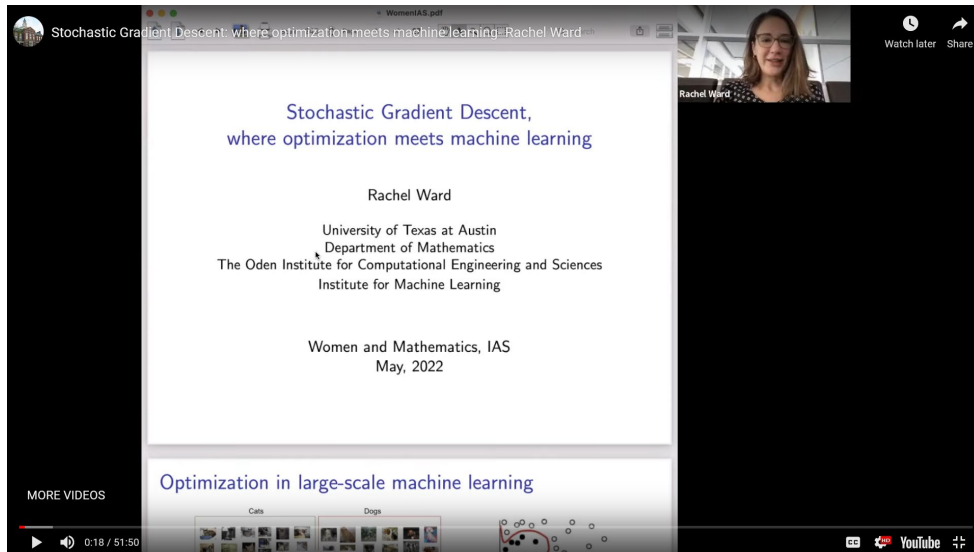 WomenIAS.pdf
Stochastic Gradient Descent: where optimization meets machine learning- Rachel Ward
Watch later
Share
Rachel Ward
Stochastic Gradient Descent,
where optimization meets machine learning
Rachel Ward
University of Texas at Austin
Department of Mathematics
The Oden Institute for Computational Engineering and Sciences
Institute for Machine Learning
Women and Mathematics, IAS
May, 2022
Optimization in large-scale machine learning
MORE VIDEOS
Cats
Dogs
0:18 / 51:50
CC
HD
YouTube